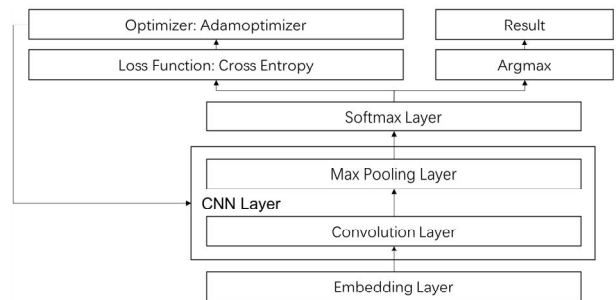 Optimizer: Adamoptimizer
Result
Loss Function: Cross Entropy
Argmax
Softmax Layer
Max Pooling Layer
CNN Layer
Convolution Layer
Embedding Layer